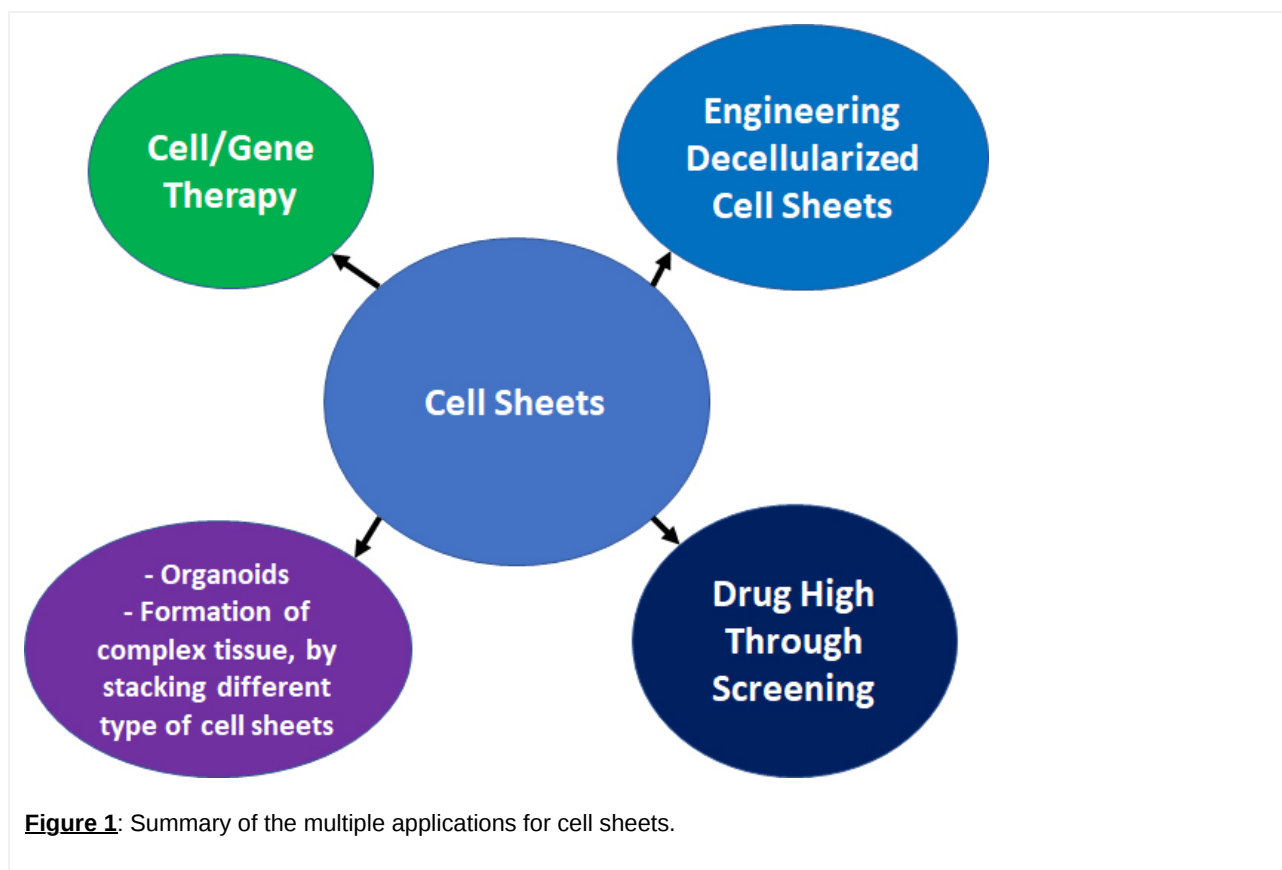 Cell/Gene
Therapy
Engineering
Decellularized
Cell Sheets
Cell Sheets
- Organoids
- Formation of
complex tissue, by
stacking different
type of cell sheets
Drug High
Through
Screening
Figure 1: Summary of the multiple applications for cell sheets.